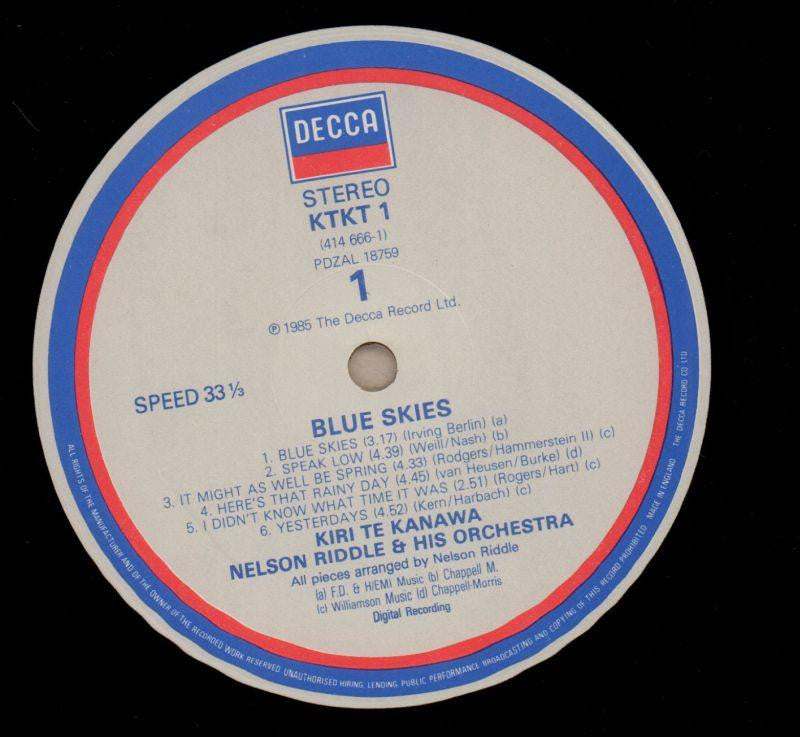 DECCA
STEREO
KTKT 1
(414 666-1)
PDZAL 18759
1
℗ 1985 The Decca Record Ltd.
SPEED 33 ⅓
BLUE SKIES
1. BLUE SKIES (3.17) (Irving Berlin) (a)
2. SPEAK LOW (4.39) (Weill/Nash) (b)
3. IT MIGHT AS WELL BE SPRING (4.33) (Rodgers/Hammerstein II) (c)
4. HERE'S THAT RAINY DAY (4.45) (van Heusen/Burke) (d)
5. I DIDN'T KNOW WHAT TIME IT WAS (2.51) (Rogers/Hart) (c)
6. YESTERDAYS (4.52) (Kern/Harbach) (c)
KIRI TE KANAWA
NELSON RIDDLE & HIS ORCHESTRA
All pieces arranged by Nelson Riddle
(a) F.D. & H/EMI Music (b) Chappell M.
(c) Williamson Music (d) Chappell-Morris
Digital Recording
ALL RIGHTS OF THE MANUFACTURER AND OF THE OWNER OF THE RECORDED WORK RESERVED. UNAUTHORISED HIRING, LENDING, PUBLIC PERFORMANCE, BROADCASTING AND COPYING OF THIS RECORD PROHIBITED MADE IN ENGLAND THE DECCA RECORD CO LTD